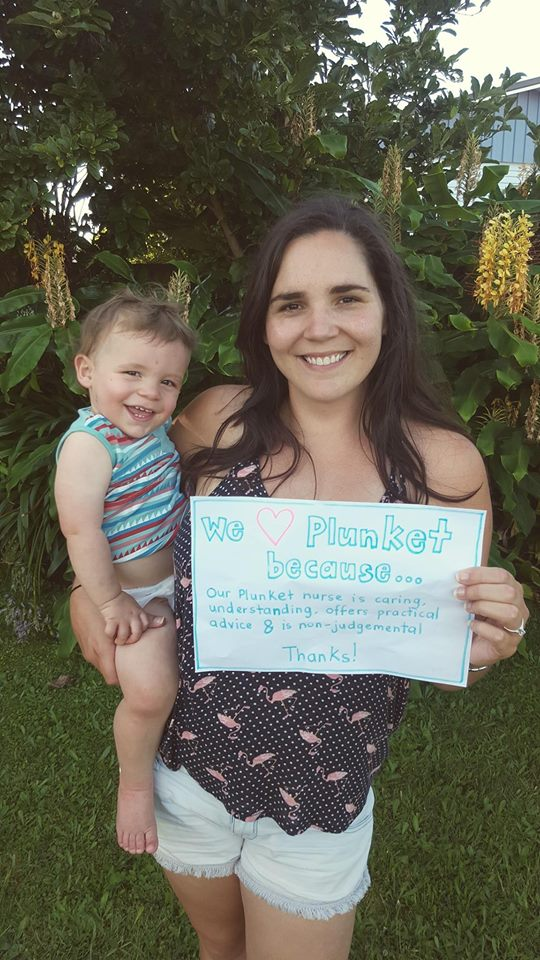 We ♡ Plunket
because...
Our Plunket nurse is caring,
understanding, offers practical
advice & is non-judgemental
Thanks!